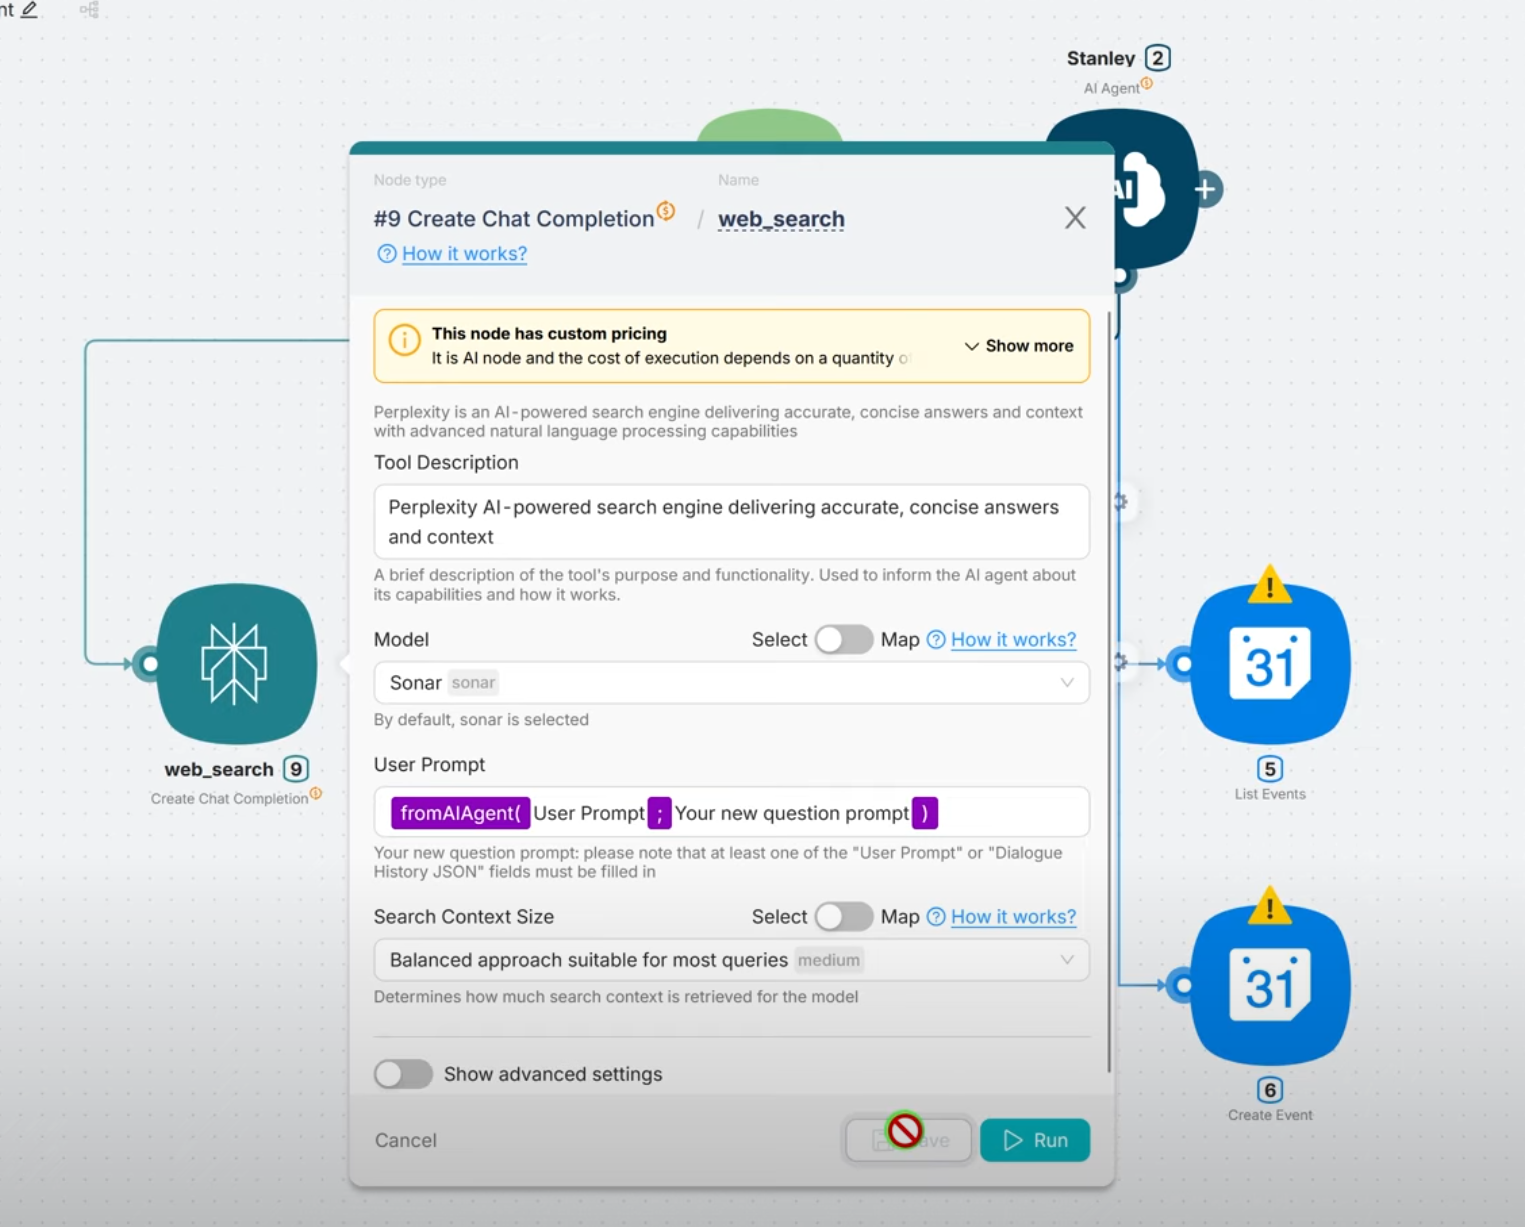 nt
Stanley 2
AI Agent
Node type
Name
#9 Create Chat Completion
/ web_search
How it works?
AI
This node has custom pricing
It is AI node and the cost of execution depends on a quantity
Show more
Perplexity is an AI-powered search engine delivering accurate, concise answers and context
with advanced natural language processing capabilities
Tool Description
Perplexity AI-powered search engine delivering accurate, concise answers
and context
A brief description of the tool's purpose and functionality. Used to inform the AI agent about
its capabilities and how it works.
Model
Select Map How it works?
Sonar sonar
By default, sonar is selected
User Prompt
fromAIAgent( User Prompt ; Your new question prompt )
Your new question prompt: please note that at least one of the "User Prompt" or "Dialogue
History JSON" fields must be filled in
Search Context Size
Select Map How it works?
Balanced approach suitable for most queries medium
Determines how much search context is retrieved for the model
Show advanced settings
Cancel
Run
web_search 9
Create Chat Completion
31
5
List Events
31
6
Create Event